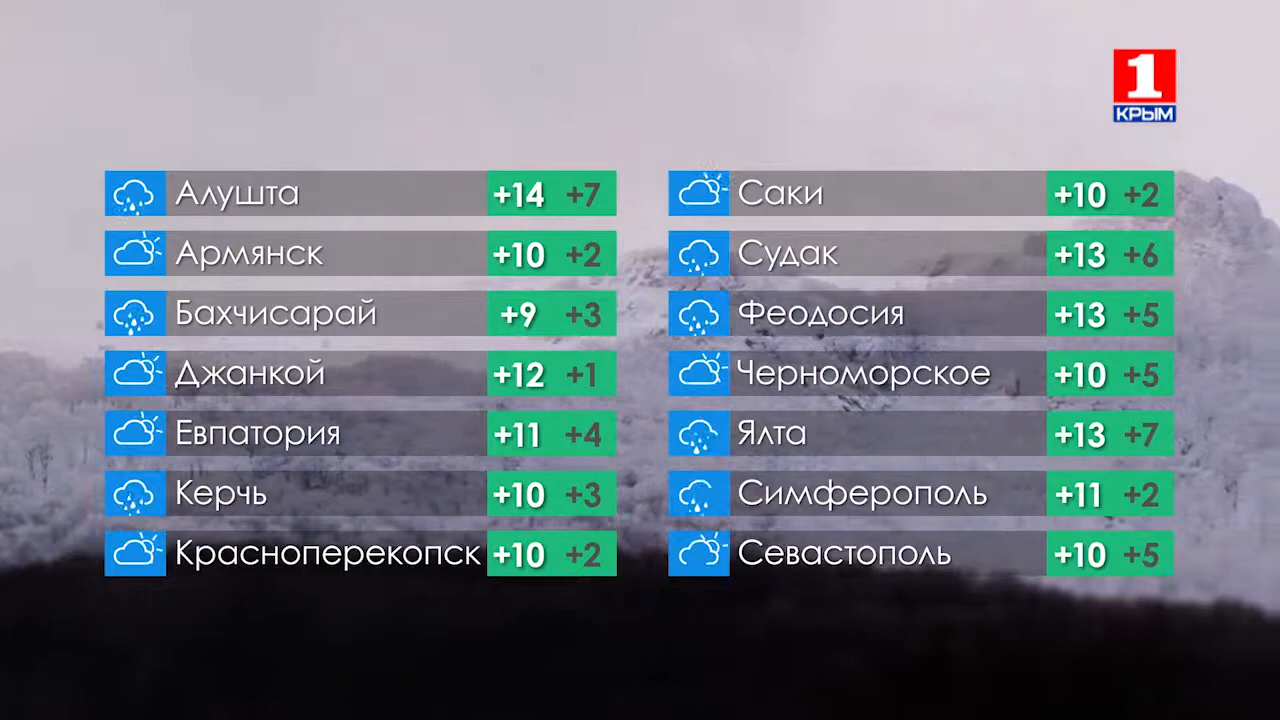 1
КРЫМ
Алушта +14 +7
Армянск +10 +2
Бахчисарай +9 +3
Джанкой +12 +1
Евпатория +11 +4
Керчь +10 +3
Красноперекопск +10 +2
Саки +10 +2
Судак +13 +6
Феодосия +13 +5
Черноморское +10 +5
Ялта +13 +7
Симферополь +11 +2
Севастополь +10 +5